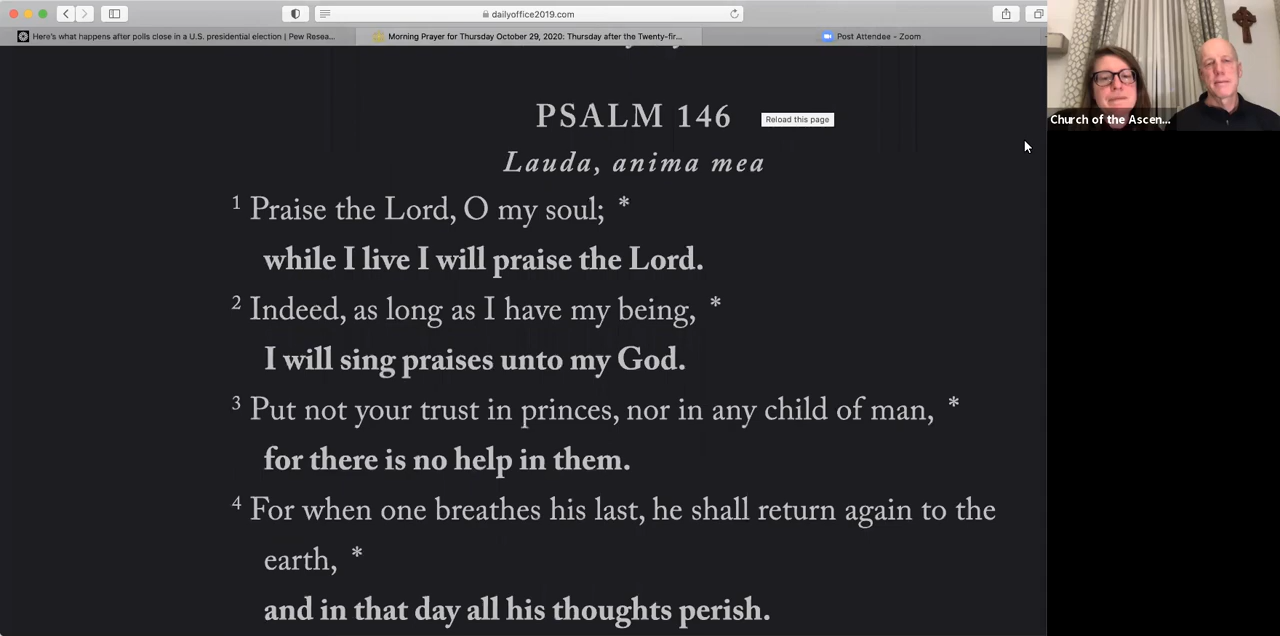 dailyoffice2019.com
Here's what happens after polls close in a U.S. presidential election | Pew Resea...
Morning Prayer for Thursday October 29, 2020: Thursday after the Twenty-fir...
Post Attendee - Zoom
Church of the Ascen...
PSALM 146
Reload this page
Lauda, anima mea
1 Praise the Lord, O my soul; *
while I live I will praise the Lord.
2 Indeed, as long as I have my being, *
I will sing praises unto my God.
3 Put not your trust in princes, nor in any child of man, *
for there is no help in them.
4 For when one breathes his last, he shall return again to the
earth, *
and in that day all his thoughts perish.